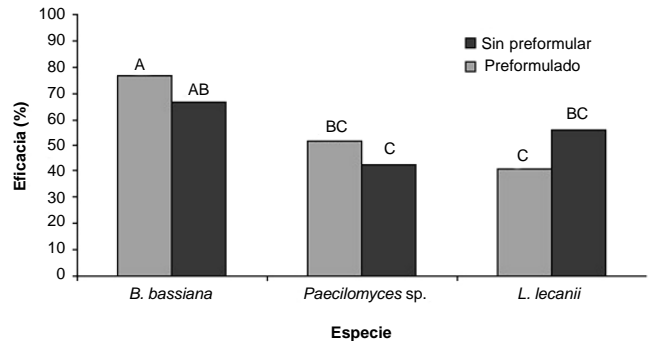 100
90
80
70
60
50
40
30
20
10
0
Eficacia (%)
Sin preformular
Preformulado
A
AB
BC
C
C
BC
B. bassiana
Paecilomyces sp.
L. lecanii
Especie